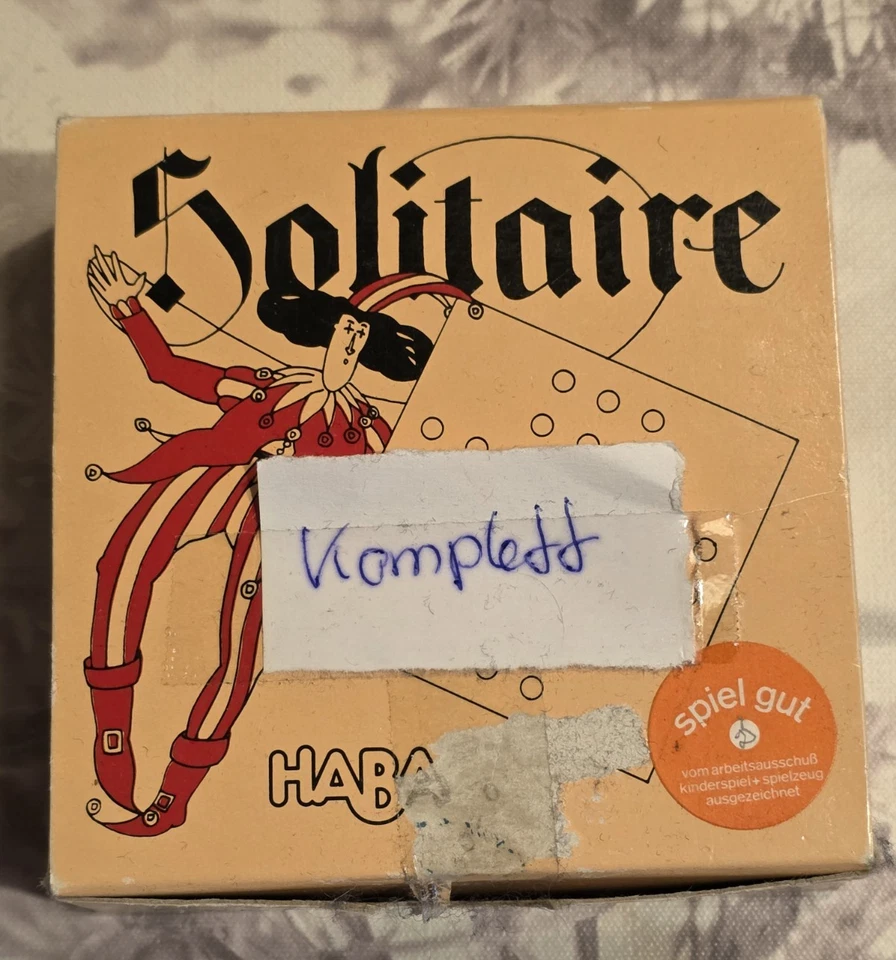 Solitaire
Komplett
HABA
spiel gut
vom arbeitsausschuß
kinderspiel + spielzeug
ausgezeichnet